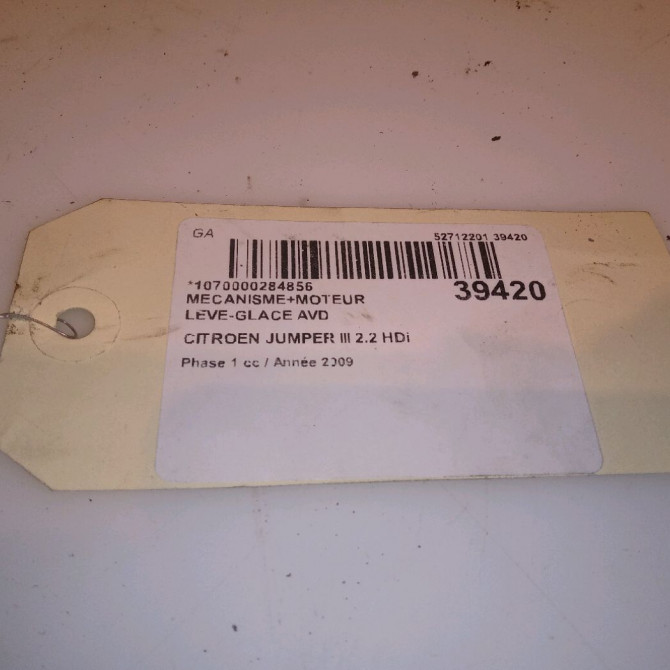 GA
52712201 39420
*1070000284856
39420
MECANISME+MOTEUR
LEVE-GLACE AVD
CITROEN JUMPER III 2.2 HDi
Phase 1 cc / Année 2009